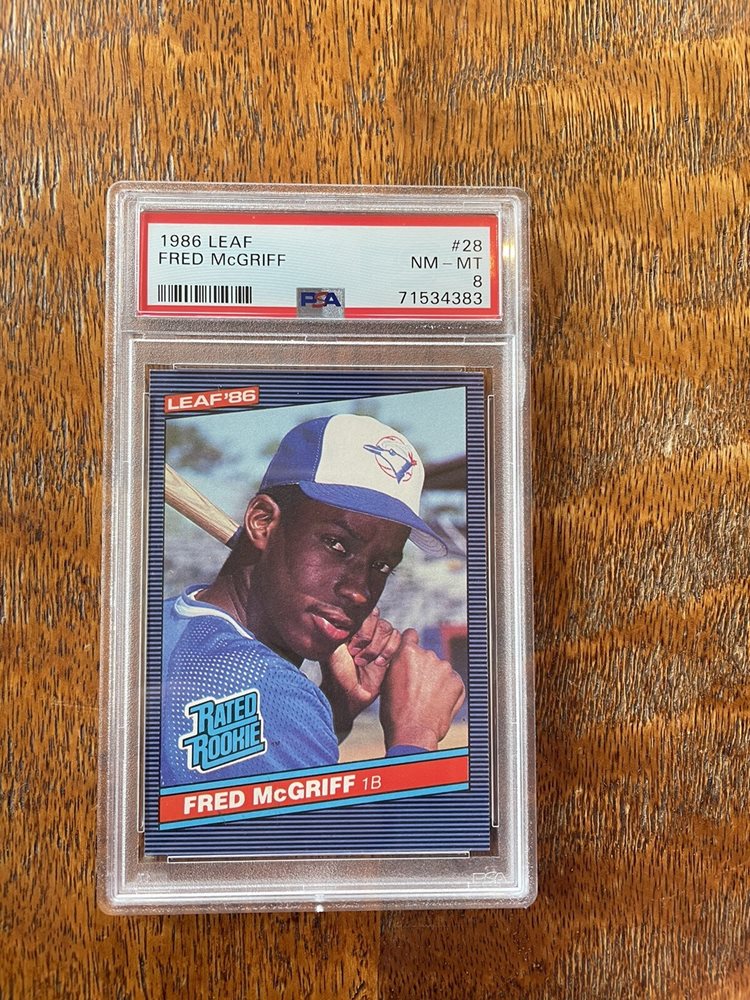 1986 LEAF #28
FRED McGRIFF NM - MT
8
PSA 71534383
LEAF '86
RATED
ROOKIE
FRED McGRIFF 1B